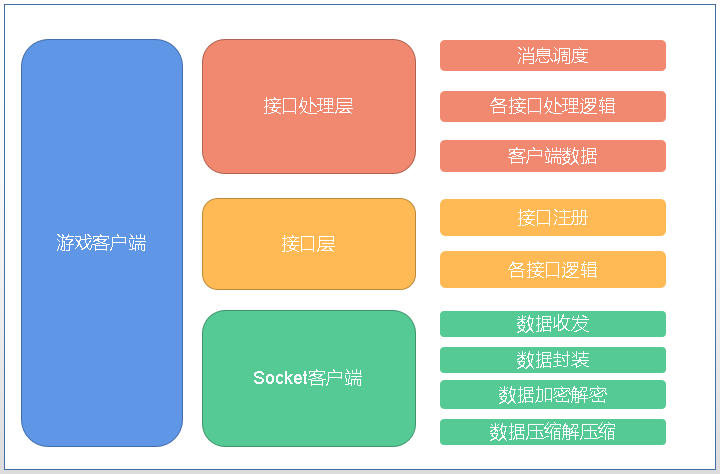 游戏客户端
接口处理层
消息调度
各接口处理逻辑
客户端数据
接口层
接口注册
各接口逻辑
Socket客户端
数据收发
数据封装
数据加密解密
数据压缩解压缩